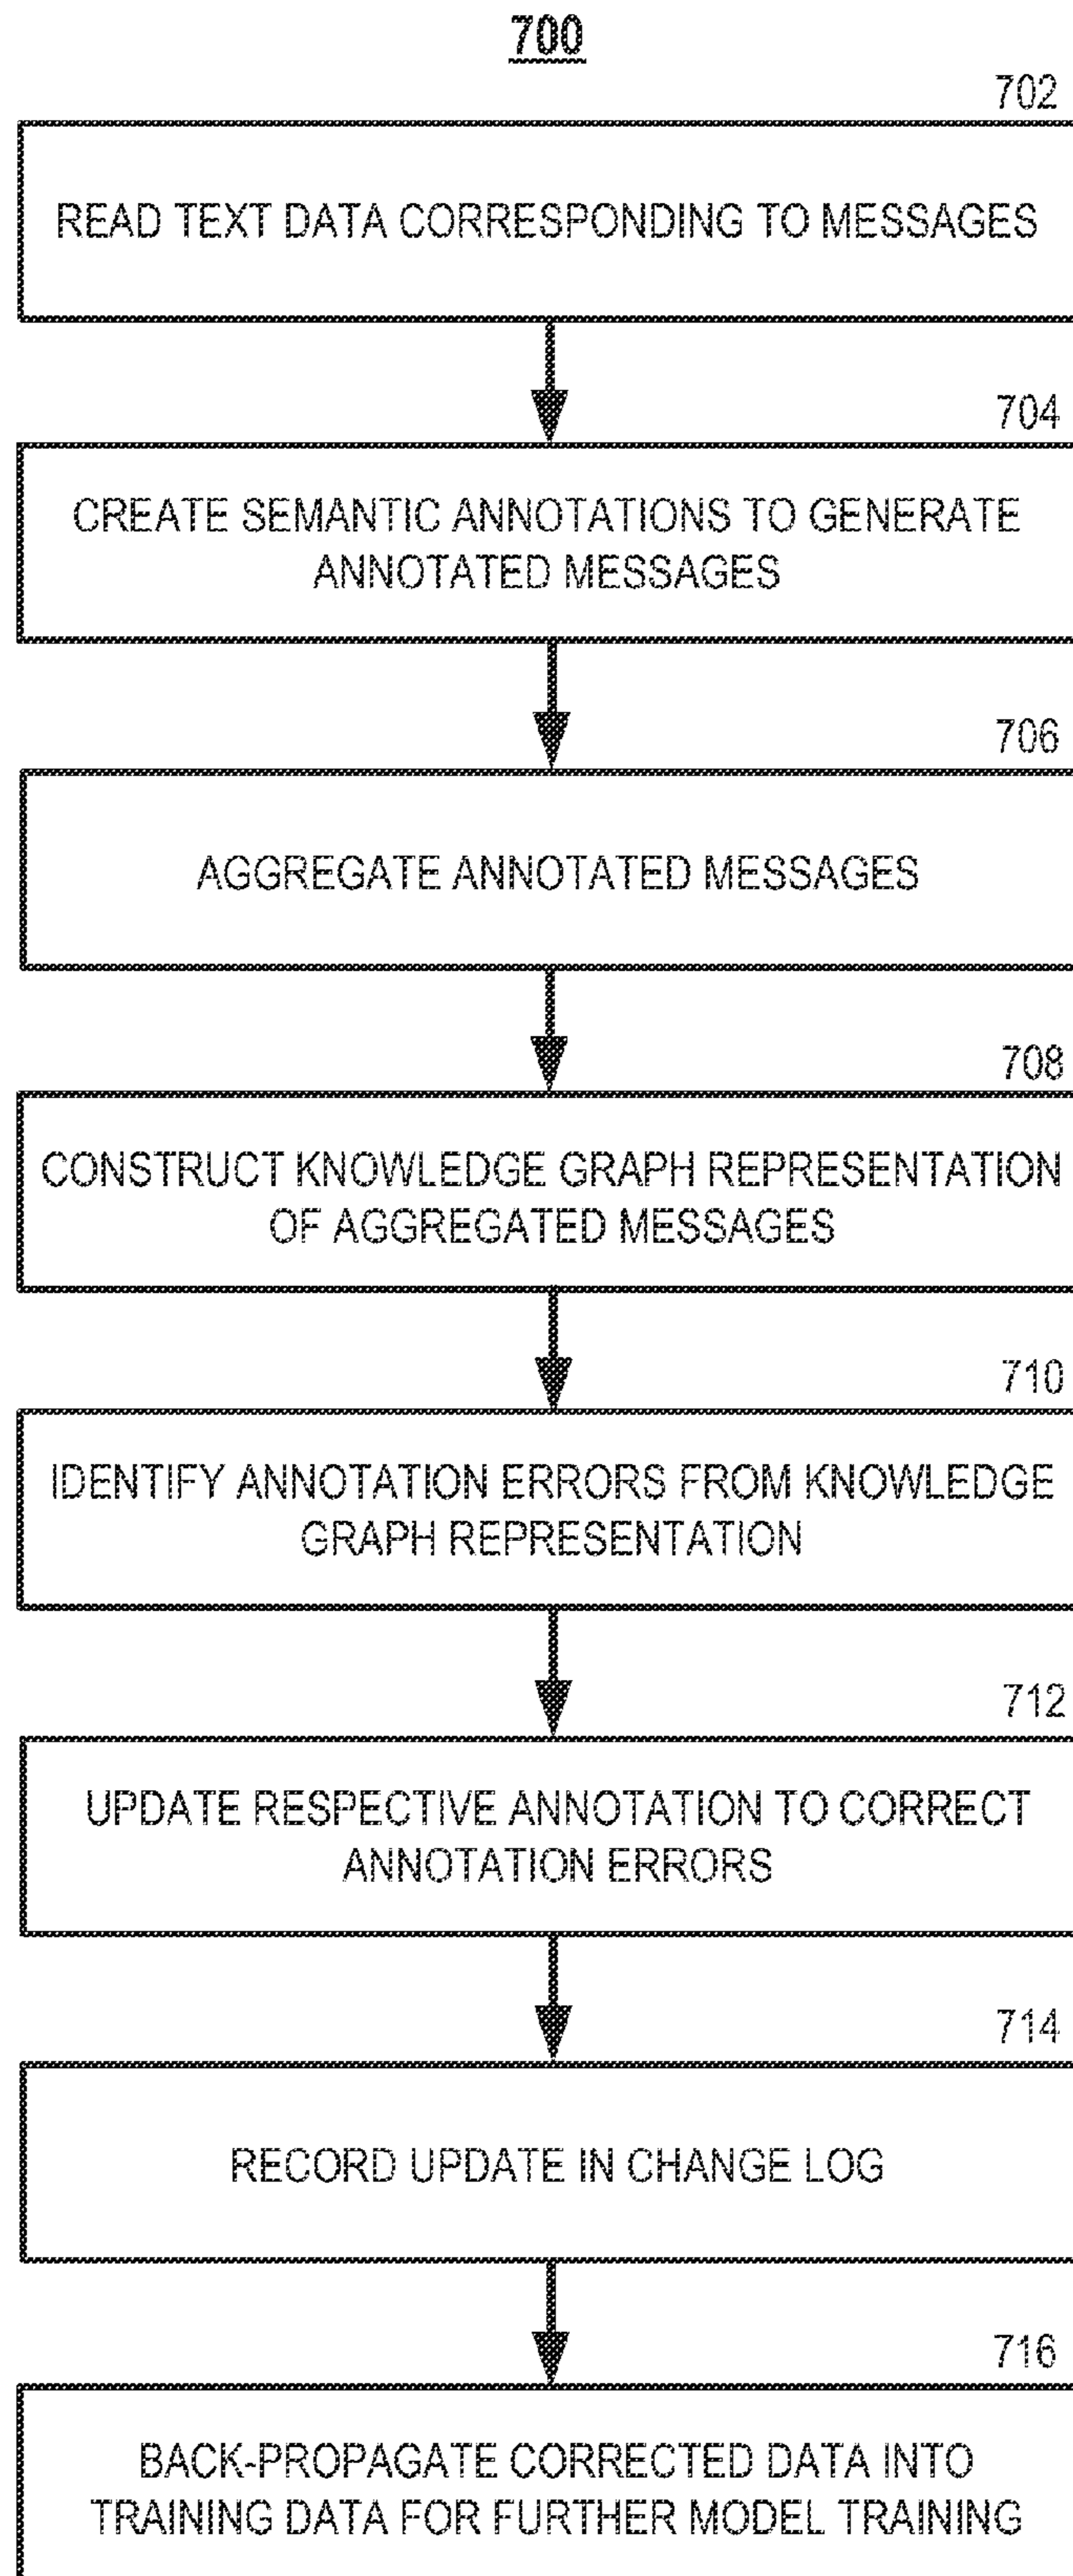 700
702
READ TEXT DATA CORRESPONDING TO MESSAGES
704
CREATE SEMANTIC ANNOTATIONS TO GENERATE
ANNOTATED MESSAGES
706
AGGREGATE ANNOTATED MESSAGES
708
CONSTRUCT KNOWLEDGE GRAPH REPRESENTATION
OF AGGREGATED MESSAGES
710
IDENTIFY ANNOTATION ERRORS FROM KNOWLEDGE
GRAPH REPRESENTATION
712
UPDATE RESPECTIVE ANNOTATION TO CORRECT
ANNOTATION ERRORS
714
RECORD UPDATE IN CHANGE LOG
716
BACK-PROPAGATE CORRECTED DATA INTO
TRAINING DATA FOR FURTHER MODEL TRAINING